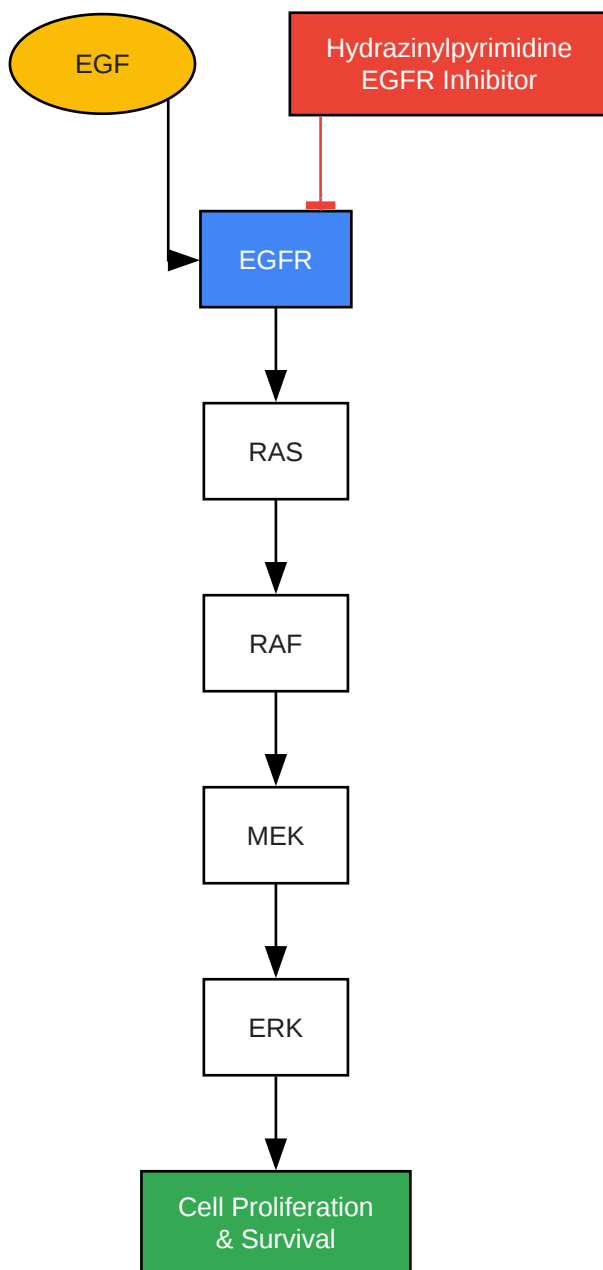 EGF
Hydrazinylpyrimidine
EGFR Inhibitor
EGFR
RAS
RAF
MEK
ERK
Cell Proliferation
& Survival